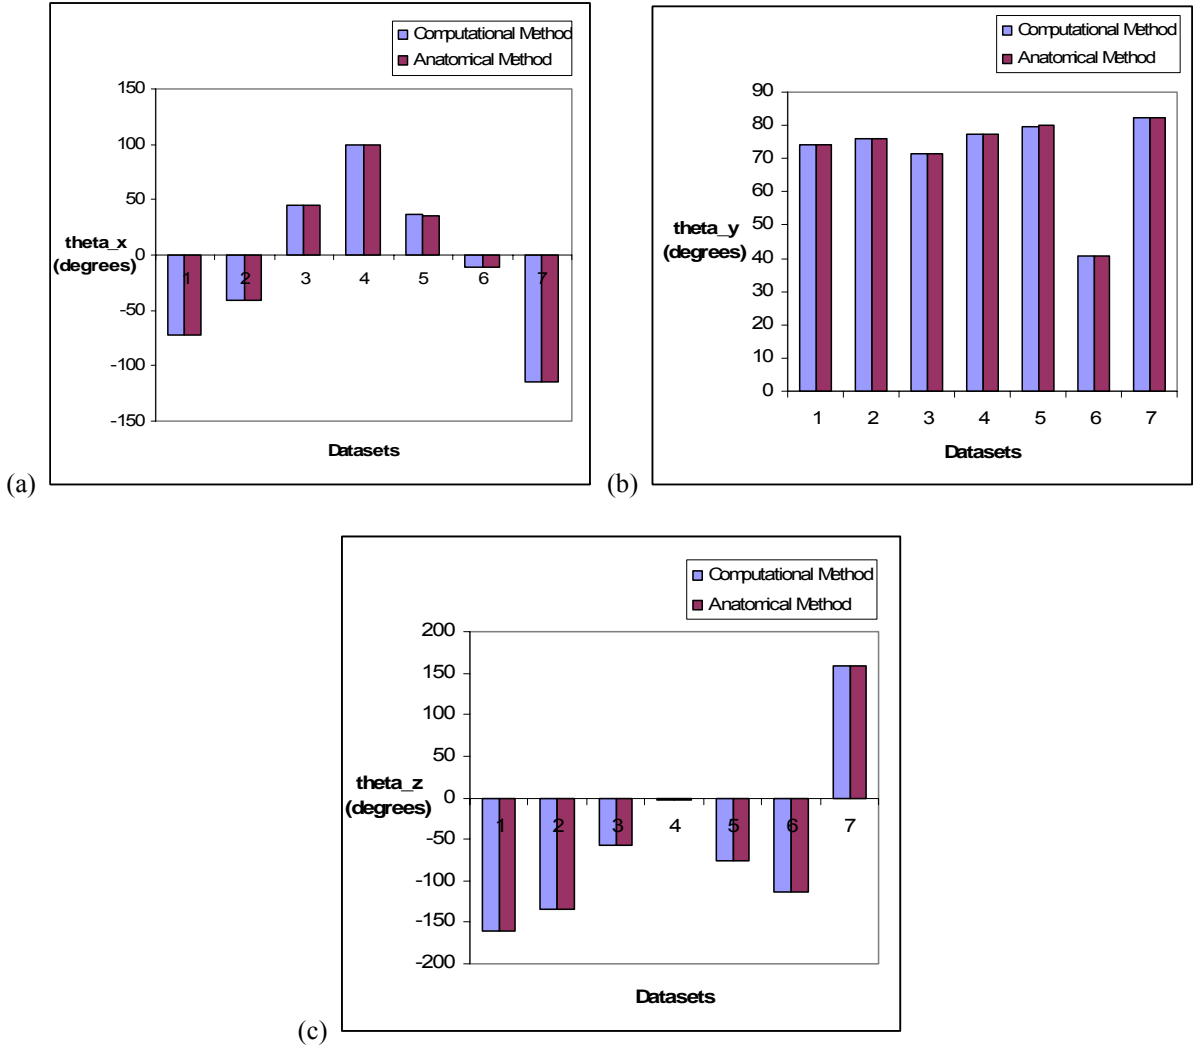 Computational Method
Anatomical Method
150
100
50
0
-50
-100
-150
theta_x
(degrees)
1 2 3 4 5 6 7
Datasets
(a)
Computational Method
Anatomical Method
90
80
70
60
50
40
30
20
10
0
theta_y
(degrees)
1 2 3 4 5 6 7
Datasets
(b)
Computational Method
Anatomical Method
200
150
100
50
0
-50
-100
-150
-200
theta_z
(degrees)
1 2 3 4 5 6 7
Datasets
(c)